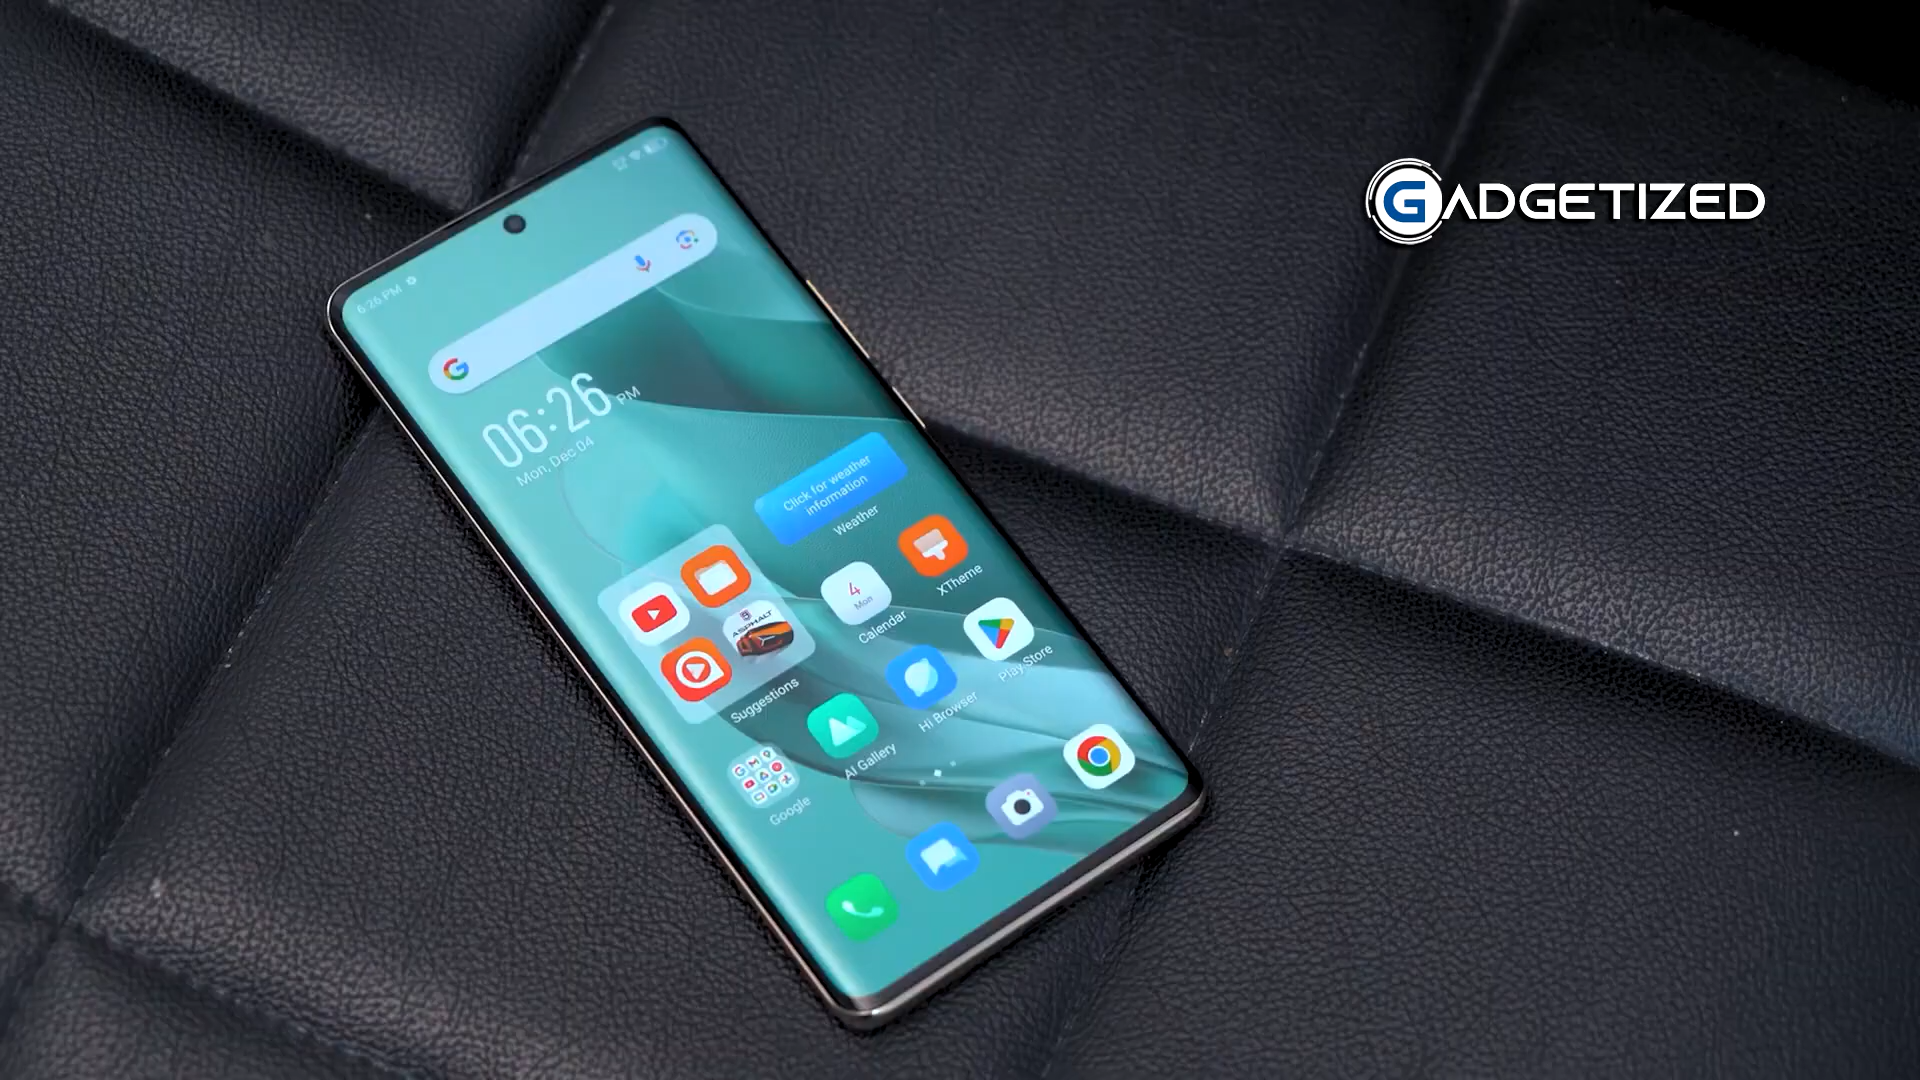 GADGETIZED
6:26 PM
06:26 PM
Mon, Dec 04
Click for weather
information
Weather
ASPHALT
4
Mon
Calendar
XTheme
Suggestions
AI Gallery
Hi Browser
Play Store
Google